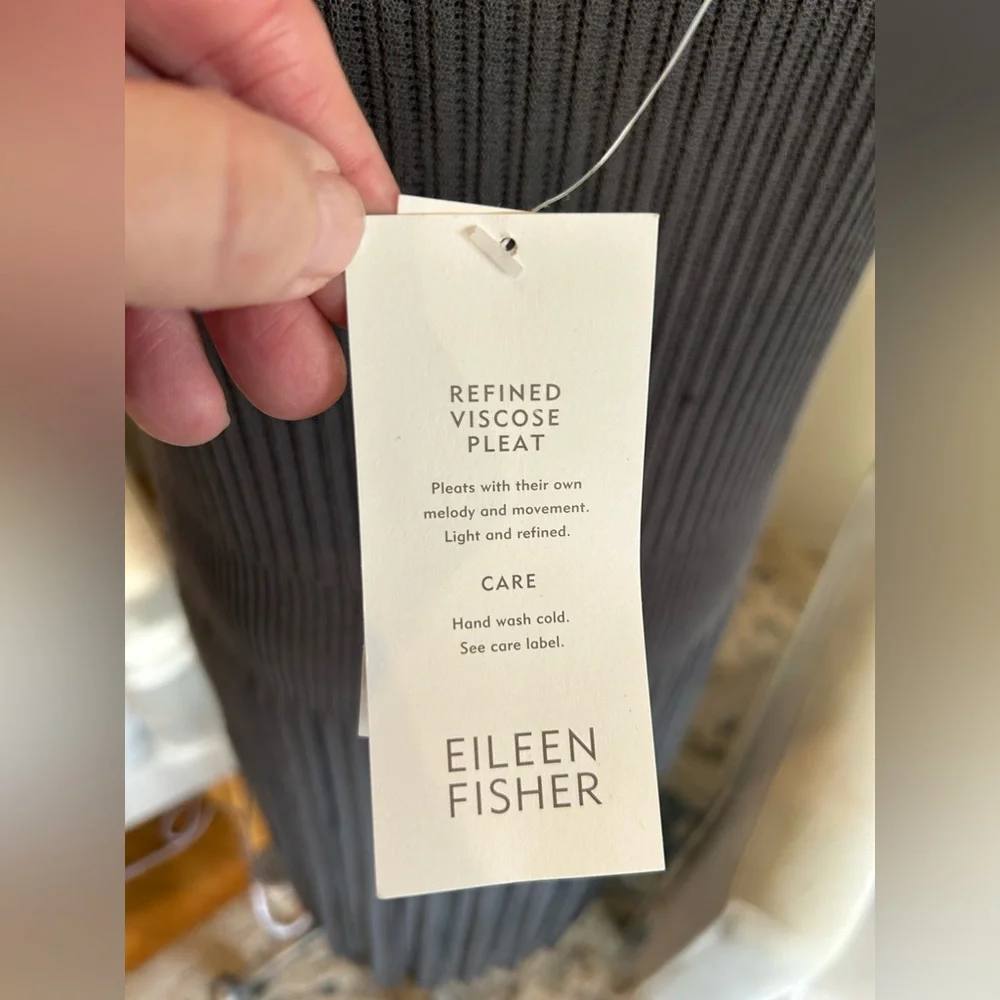 REFINED
VISCOSE
PLEAT
Pleats with their own
melody and movement.
Light and refined.
CARE
Hand wash cold.
See care label.
EILEEN
FISHER